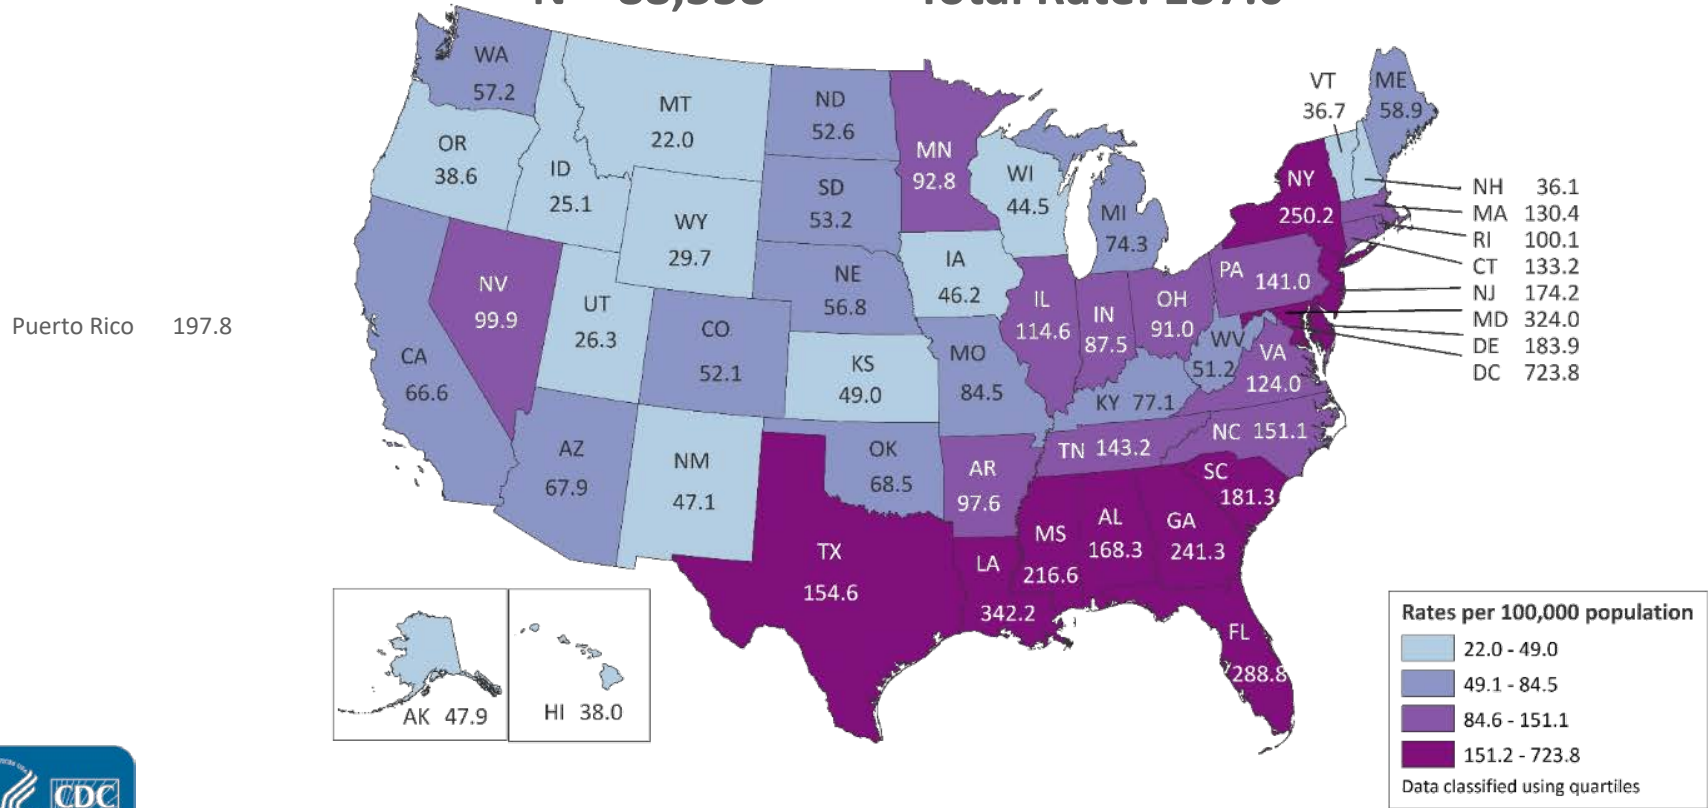 WA
57.2
OR
38.6
ID
25.1
MT
22.0
WY
29.7
ND
52.6
SD
53.2
NE
56.8
MN
92.8
WI
44.5
MI
74.3
IA
46.2
NV
99.9
UT
26.3
CO
52.1
CA
66.6
KS
49.0
MO
84.5
IL
114.6
IN
87.5
OH
91.0
WV
51.2
VA
124.0
KY 77.1
PA 141.0
NY
250.2
VT
36.7
ME
58.9
NH 36.1
MA 130.4
RI 100.1
CT 133.2
NJ 174.2
MD 324.0
DE 183.9
DC 723.8
Puerto Rico 197.8
AZ
67.9
NM
47.1
OK
68.5
AR
97.6
TN 143.2
NC 151.1
SC
181.3
TX
154.6
LA
342.2
MS
216.6
AL
168.3
GA
241.3
FL
288.8
AK 47.9
HI 38.0
Rates per 100,000 population
22.0 - 49.0
49.1 - 84.5
84.6 - 151.1
151.2 - 723.8
Data classified using quartiles
CDC